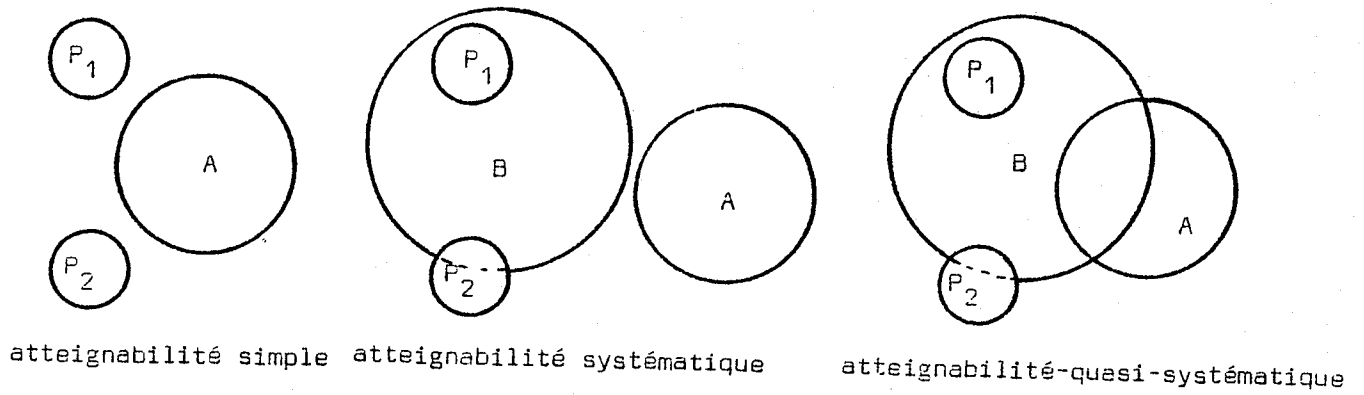 P1
A
P2
atteignabilité simple
P1
B
A
P2
atteignabilité systématique
P1
B
A
P2
atteignabilité-quasi-systématique